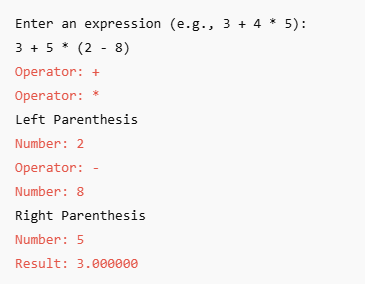 Enter an expression (e.g., 3 + 4 * 5):
3 + 5 * (2 - 8)
Operator: +
Operator: *
Left Parenthesis
Number: 2
Operator: -
Number: 8
Right Parenthesis
Number: 5
Result: 3.000000